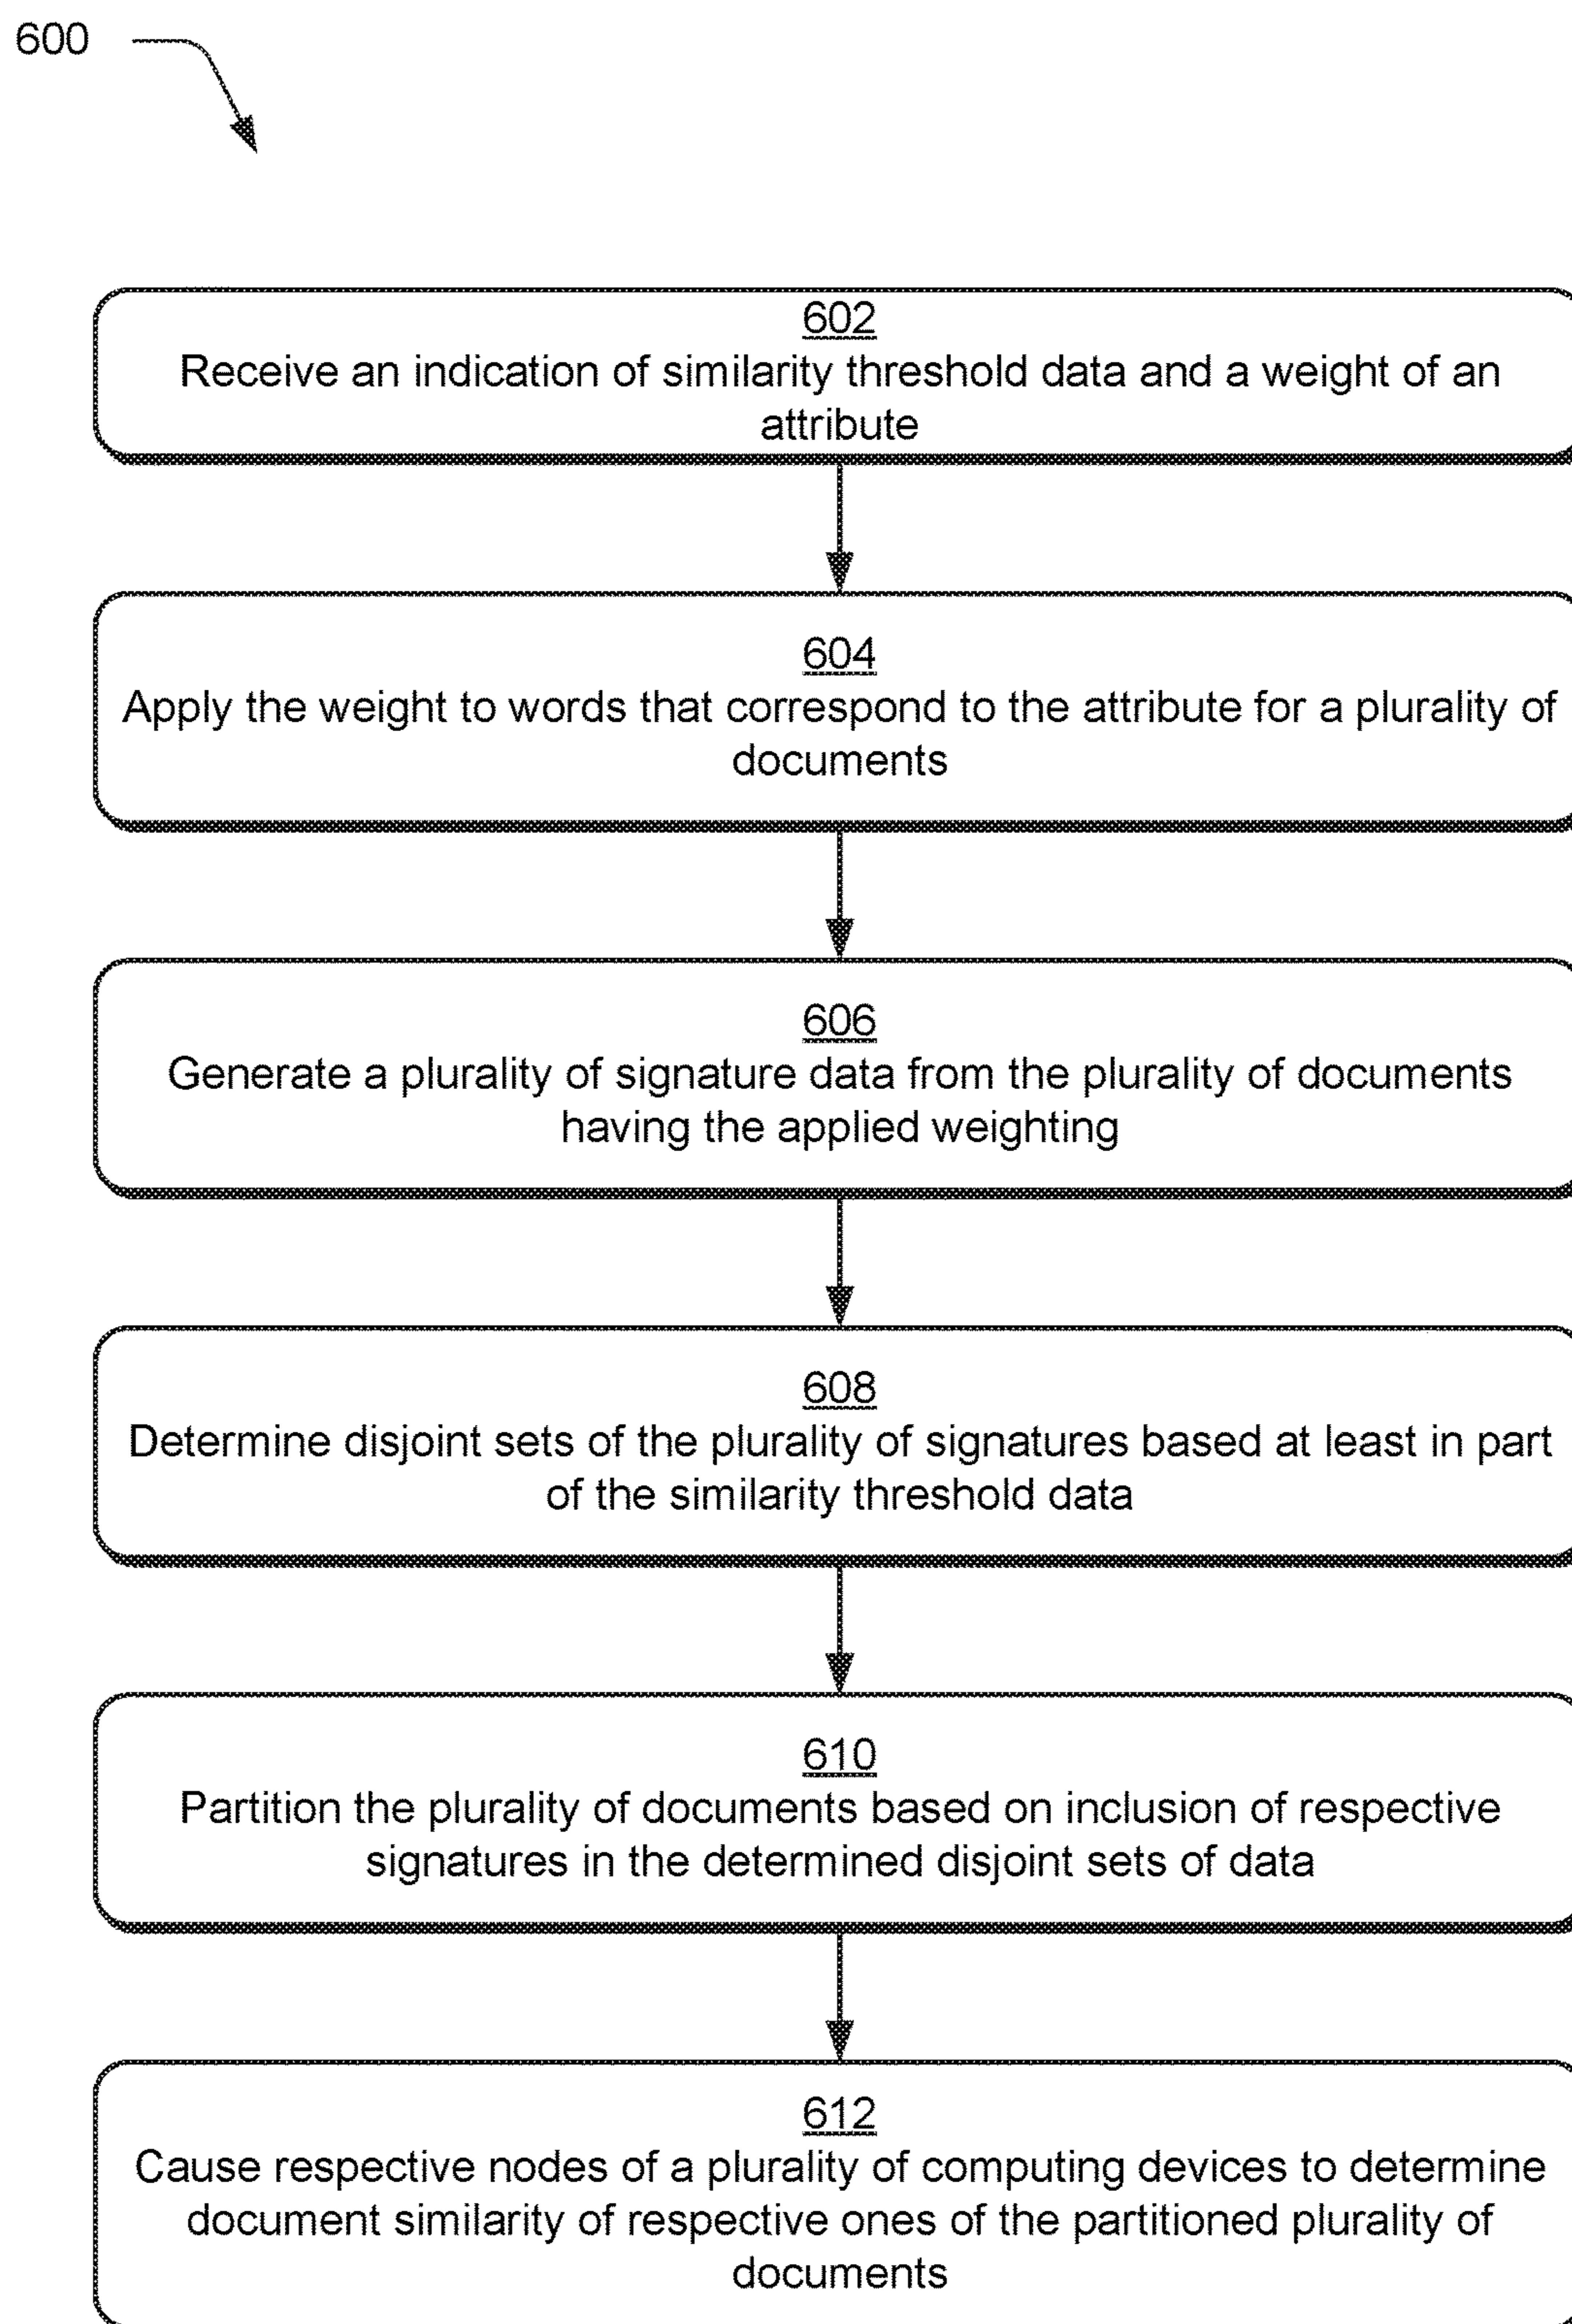 600
602
Receive an indication of similarity threshold data and a weight of an
attribute
604
Apply the weight to words that correspond to the attribute for a plurality of
documents
606
Generate a plurality of signature data from the plurality of documents
having the applied weighting
608
Determine disjoint sets of the plurality of signatures based at least in part
of the similarity threshold data
610
Partition the plurality of documents based on inclusion of respective
signatures in the determined disjoint sets of data
612
Cause respective nodes of a plurality of computing devices to determine
document similarity of respective ones of the partitioned plurality of
documents